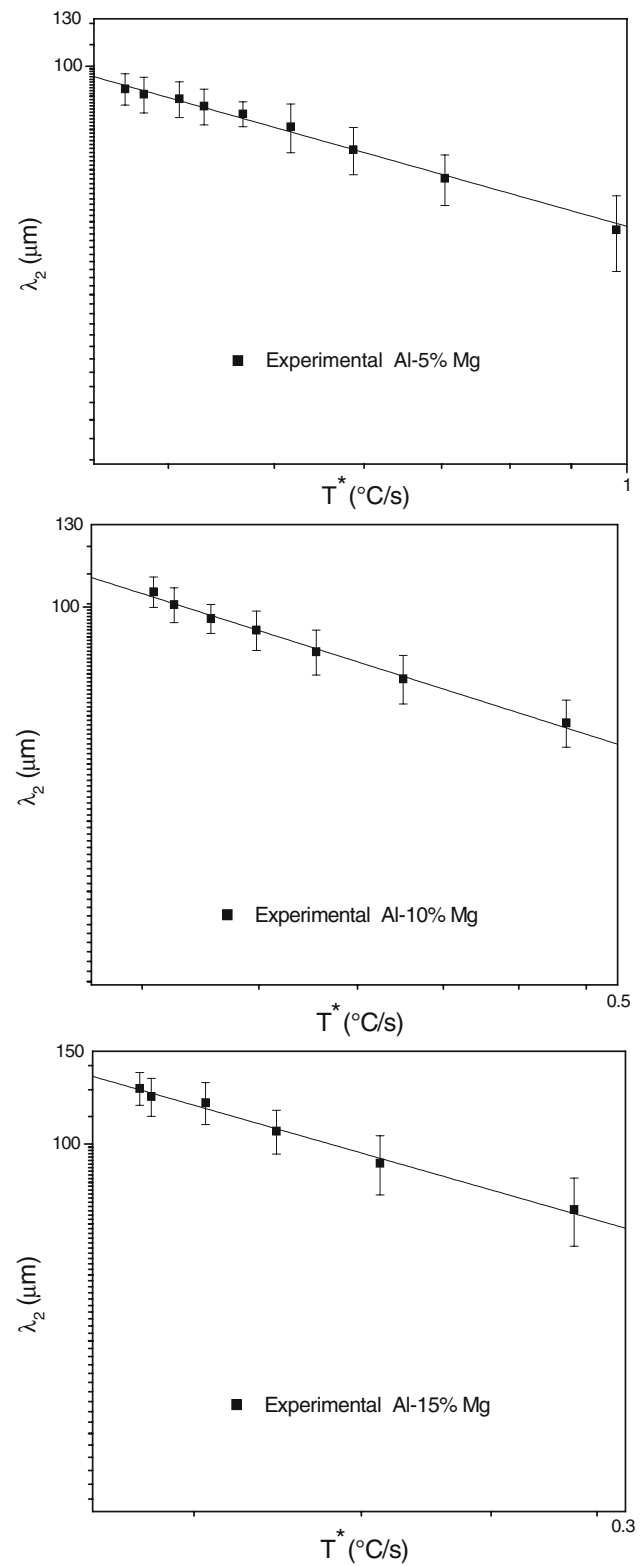 130
100
λ₂ (μm)
Experimental Al-5% Mg
1
T* (°C/s)
130
100
λ₂ (μm)
Experimental Al-10% Mg
0.5
T* (°C/s)
150
100
λ₂ (μm)
Experimental Al-15% Mg
0.3
T* (°C/s)